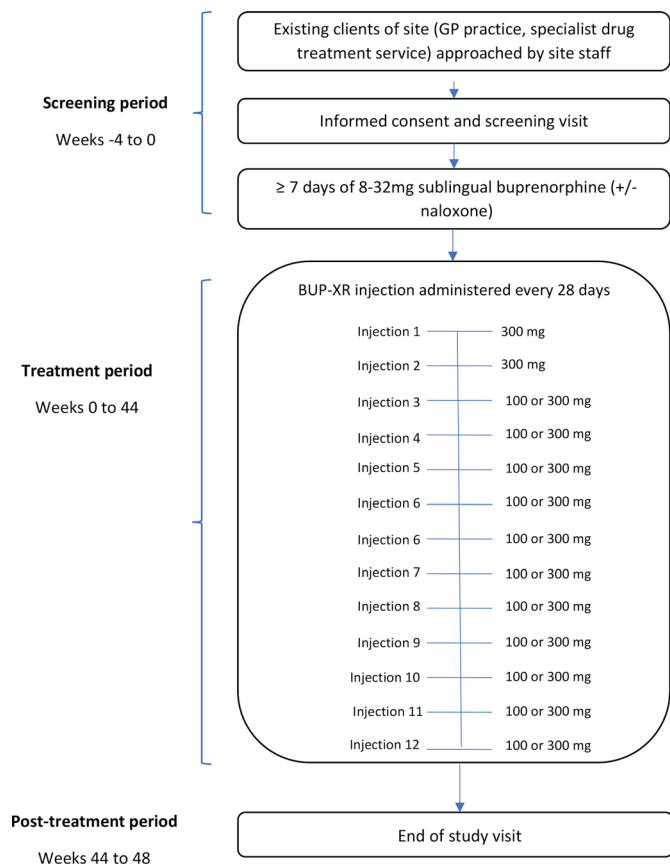 Existing clients of site (GP practice, specialist drug
treatment service) approached by site staff
Screening period
Weeks -4 to 0
Informed consent and screening visit
≥ 7 days of 8-32mg sublingual buprenorphine (+/-
naloxone)
BUP-XR injection administered every 28 days
Treatment period
Weeks 0 to 44
Injection 1 300 mg
Injection 2 300 mg
Injection 3 100 or 300 mg
Injection 4 100 or 300 mg
Injection 5 100 or 300 mg
Injection 6 100 or 300 mg
Injection 6 100 or 300 mg
Injection 7 100 or 300 mg
Injection 8 100 or 300 mg
Injection 9 100 or 300 mg
Injection 10 100 or 300 mg
Injection 11 100 or 300 mg
Injection 12 100 or 300 mg
Post-treatment period
Weeks 44 to 48
End of study visit